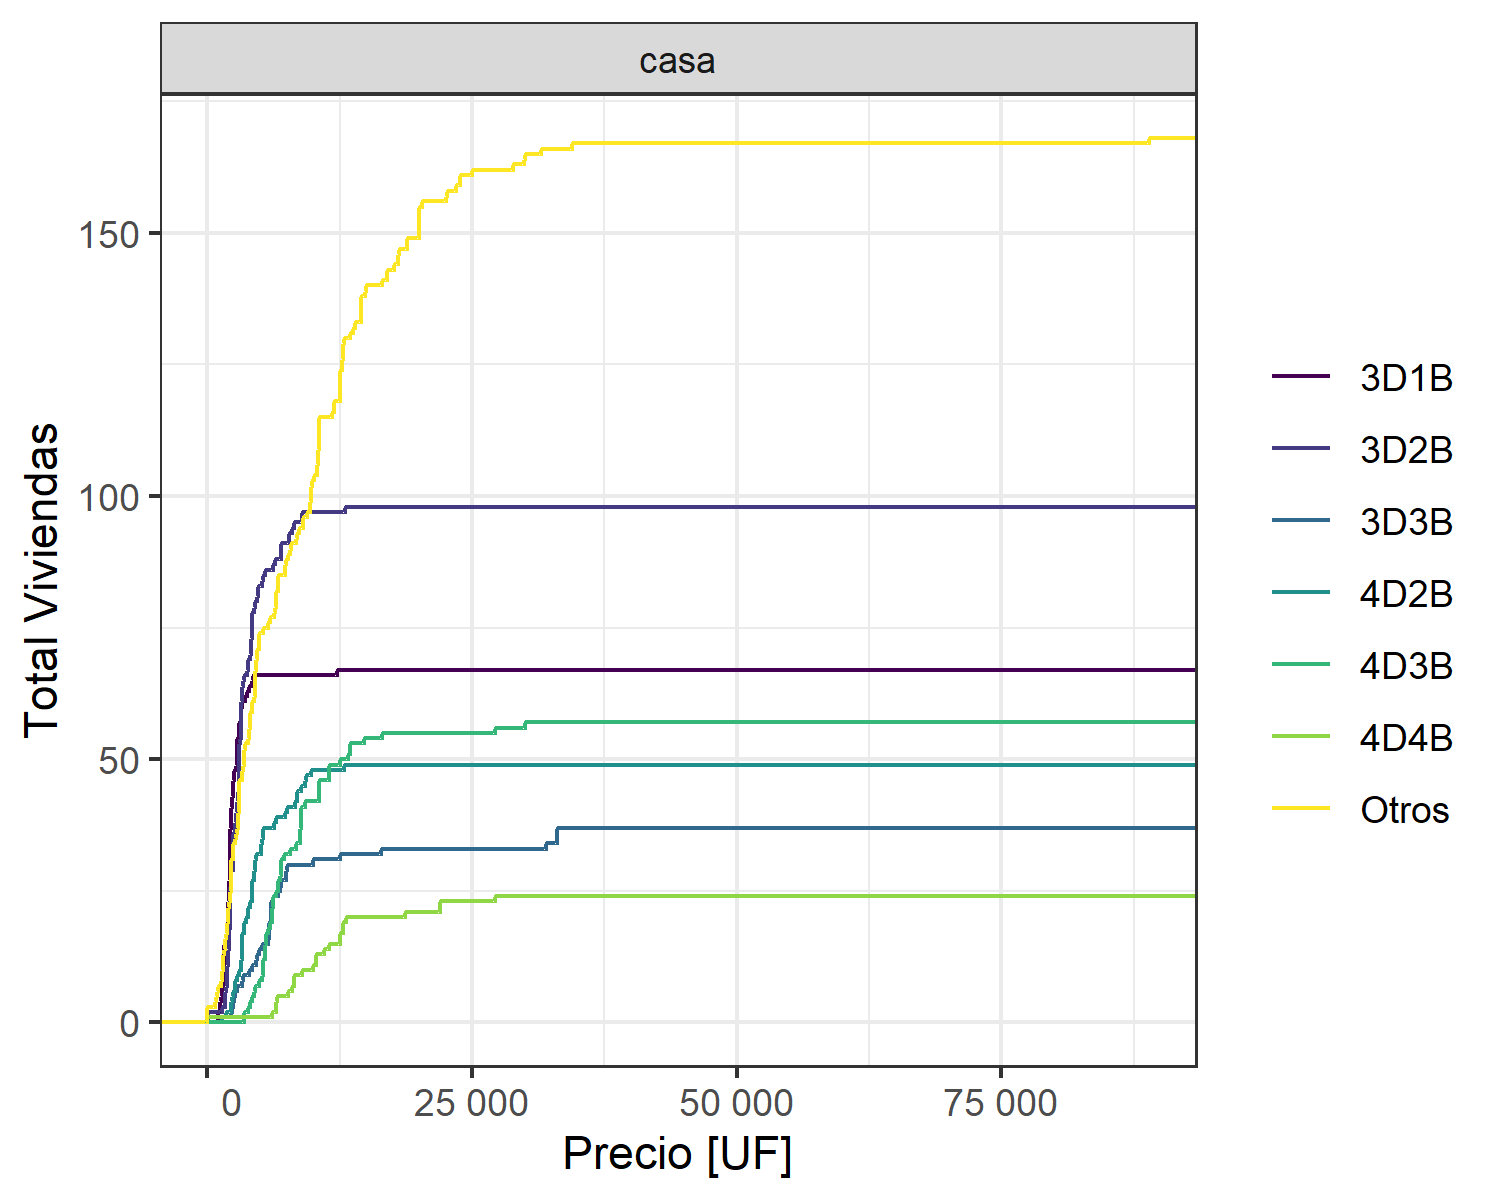 casa
Total Viviendas
150
100
50
0
0
25 000
50 000
75 000
Precio [UF]
3D1B
3D2B
3D3B
4D2B
4D3B
4D4B
Otros